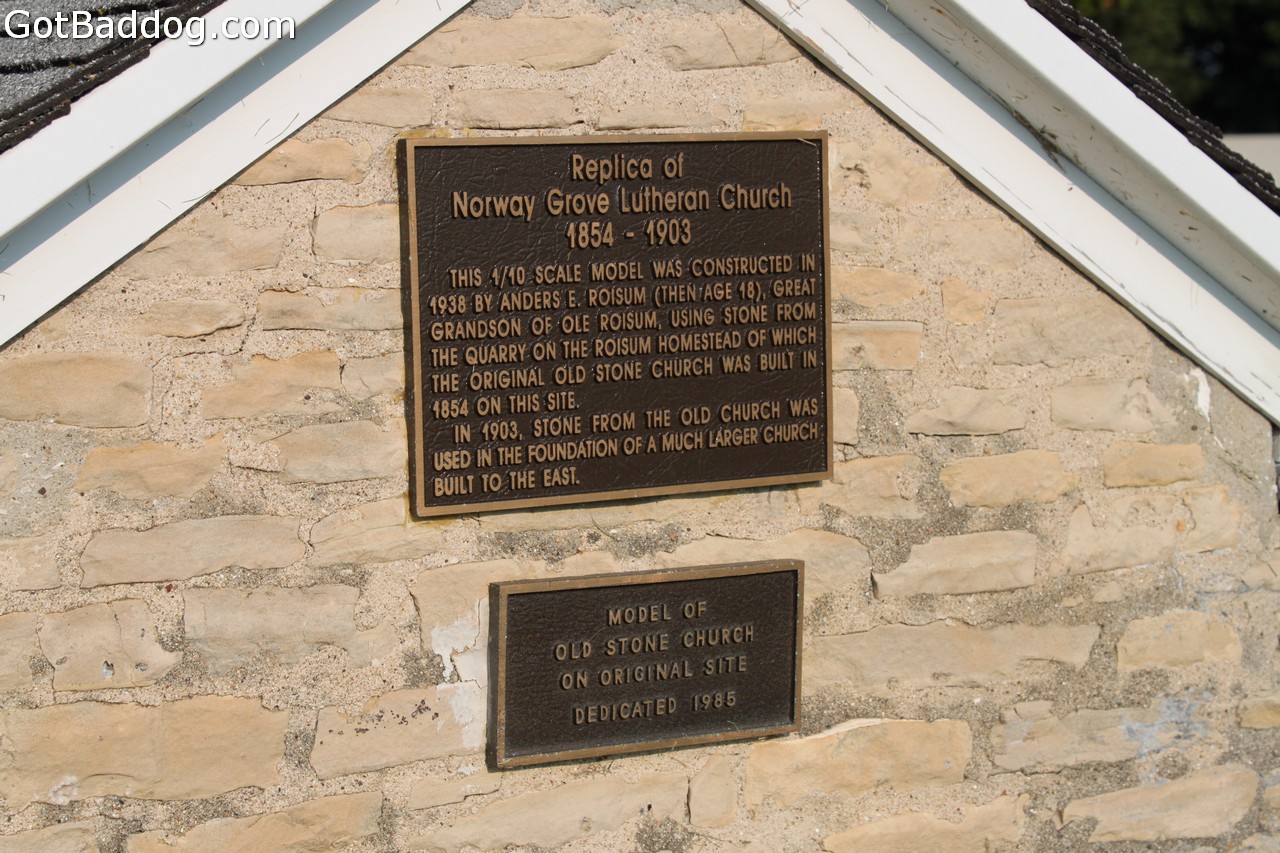 GotBaddog.com
Replica of
Norway Grove Lutheran Church
1854 - 1903
THIS 1/10 SCALE MODEL WAS CONSTRUCTED IN
1938 BY ANDERS E. ROISUM (THEN AGE 18), GREAT
GRANDSON OF OLE ROISUM, USING STONE FROM
THE QUARRY ON THE ROISUM HOMESTEAD OF WHICH
THE ORIGINAL OLD STONE CHURCH WAS BUILT IN
1854 ON THIS SITE.
IN 1903, STONE FROM THE OLD CHURCH WAS
USED IN THE FOUNDATION OF A MUCH LARGER CHURCH
BUILT TO THE EAST.
MODEL OF
OLD STONE CHURCH
ON ORIGINAL SITE
DEDICATED 1985